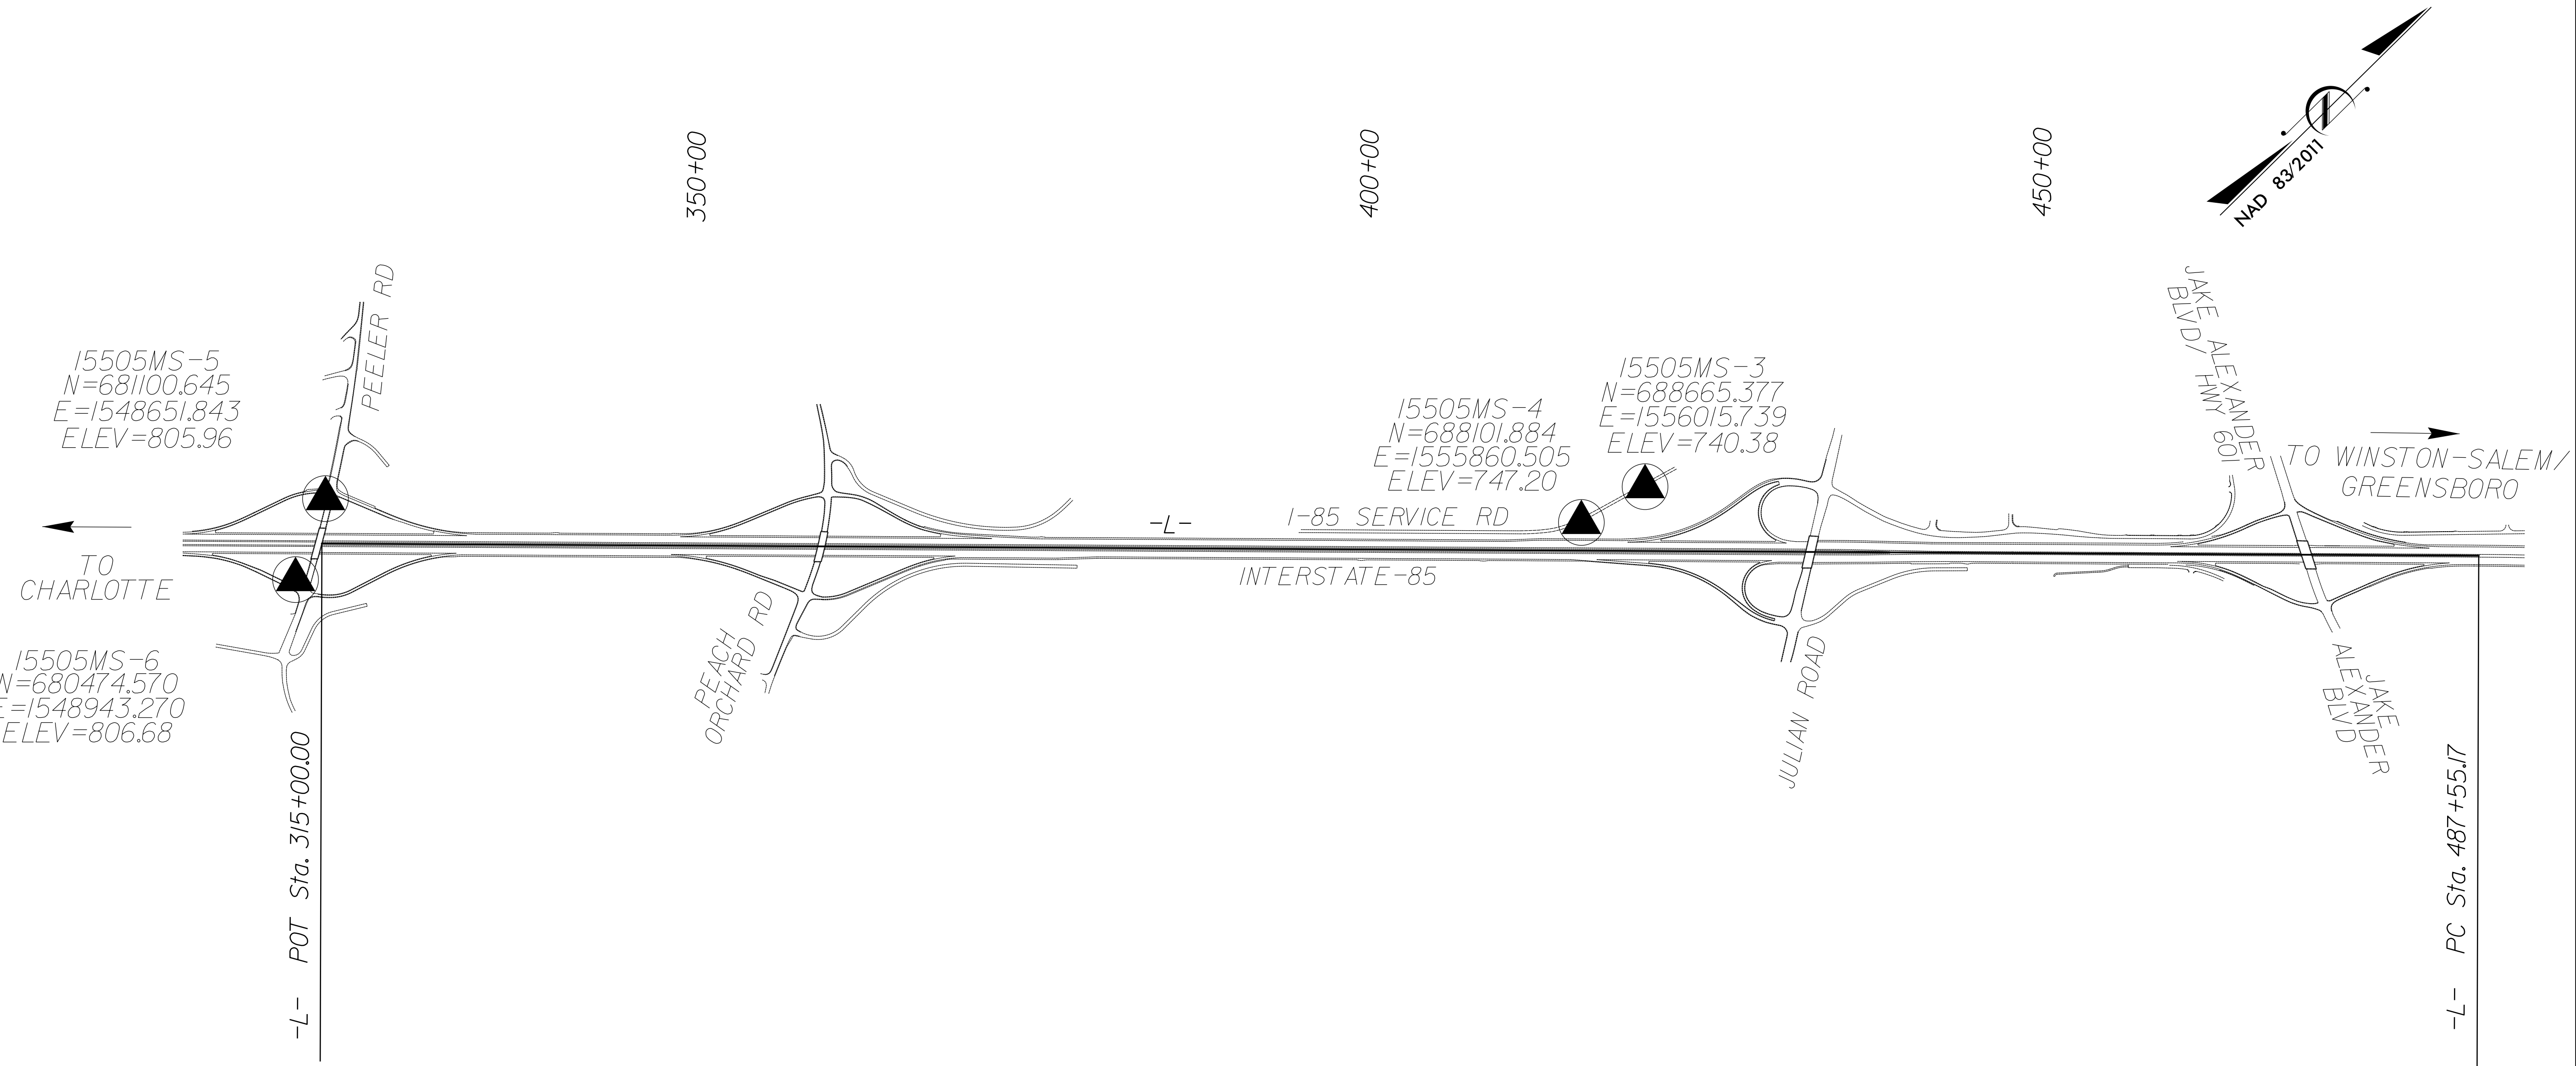 350+00
400+00
450+00
NAD 83/2011
PEELER RD
I5505MS-5
N=681100.645
E=1548651.843
ELEV=805.96
I5505MS-4
N=688101.884
E=1555860.505
ELEV=747.20
I5505MS-3
N=688665.377
E=1556015.739
ELEV=740.38
JAKE ALEXANDER
BLVD/ HWY 601
TO WINSTON-SALEM/
GREENSBORO
-L-
I-85 SERVICE RD
INTERSTATE-85
TO
CHARLOTTE
I5505MS-6
N=680474.570
E=1548943.270
ELEV=806.68
PEACH
ORCHARD RD
JULIAN ROAD
JAKE
ALEXANDER
BLVD
-L- POT Sta. 315+00.00
-L- PC Sta. 487+55.17